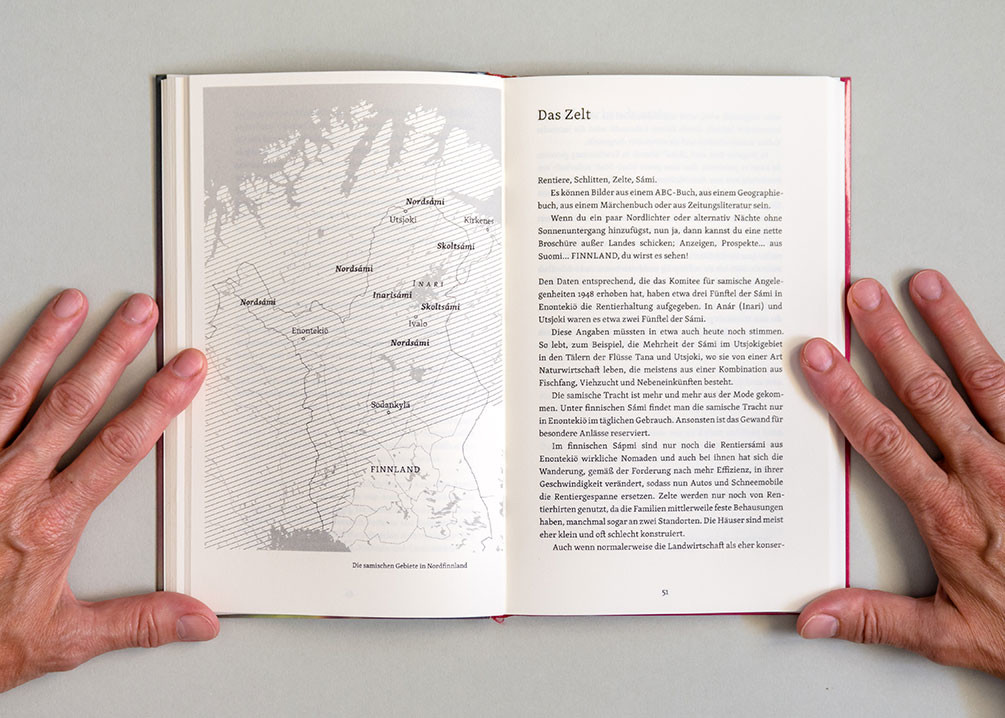 Nordsámi
Utsjoki
Kirkenes
Skoltsámi
Nordsámi
Inari
Inarisámi
Nordsámi
Skoltsámi
Ivalo
Enontekiö
Nordsámi
Sodankylä
FINNLAND
Die samischen Gebiete in Nordfinnland
Das Zelt
Rentiere, Schlitten, Zelte, Sámi.
Es können Bilder aus einem ABC-Buch, aus einem Geographie-
buch, aus einem Märchenbuch oder aus Zeitungsliteratur sein.
Wenn du ein paar Nordlichter oder alternativ Nächte ohne
Sonnenuntergang hinzufügst, nun ja, dann kannst du eine nette
Broschüre außer Landes schicken; Anzeigen, Prospekte... aus
Suomi... FINNLAND, du wirst es sehen!
Den Daten entsprechend, die das Komitee für samische Angele-
genheiten 1948 erhoben hat, haben etwa drei Fünftel der Sámi in
Enontekiö die Rentierhaltung aufgegeben. In Anár (Inari) und
Utsjoki waren es etwa zwei Fünftel der Sámi.
Diese Angaben müssten in etwa auch heute noch stimmen.
So lebt, zum Beispiel, die Mehrheit der Sámi im Utsjokigebiet
in den Tälern der Flüsse Tana und Utsjoki, wo sie von einer Art
Naturwirtschaft leben, die meistens aus einer Kombination aus
Fischfang, Viehzucht und Nebeneinkünften besteht.
Die samische Tracht ist mehr und mehr aus der Mode gekom-
men. Unter finnischen Sámi findet man die samische Tracht nur
in Enontekiö im täglichen Gebrauch. Ansonsten ist das Gewand für
besondere Anlässe reserviert.
Im finnischen Sápmi sind nur noch die Rentiersámi aus
Enontekiö wirkliche Nomaden und auch bei ihnen hat sich die
Wanderung, gemäß der Forderung nach mehr Effizienz, in ihrer
Geschwindigkeit verändert, sodass nun Autos und Schneemobile
die Rentiergespanne ersetzen. Zelte werden nur noch von Ren-
tierhirten genutzt, da die Familien mittlerweile feste Behausungen
haben, manchmal sogar an zwei Standorten. Die Häuser sind meist
eher klein und oft schlecht konstruiert.
Auch wenn normalerweise die Landwirtschaft als eher konser-
51